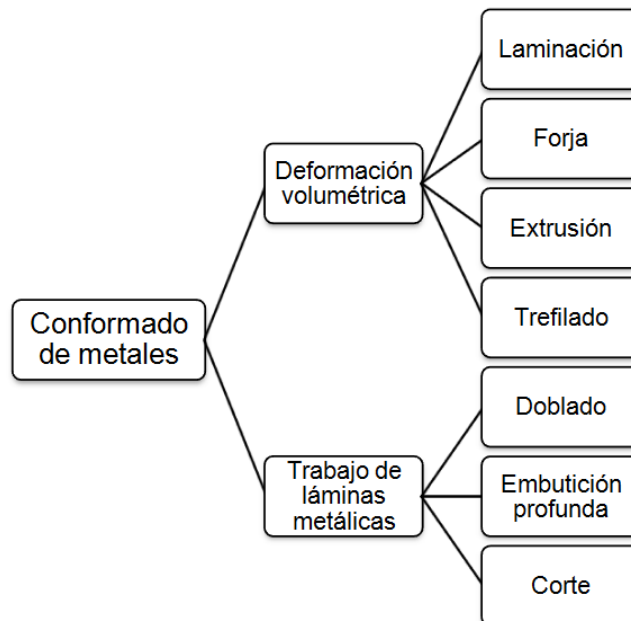 Conformado
de metales
Deformación
volumétrica
Laminación
Forja
Extrusión
Trefilado
Trabajo de
láminas
metálicas
Doblado
Embutición
profunda
Corte